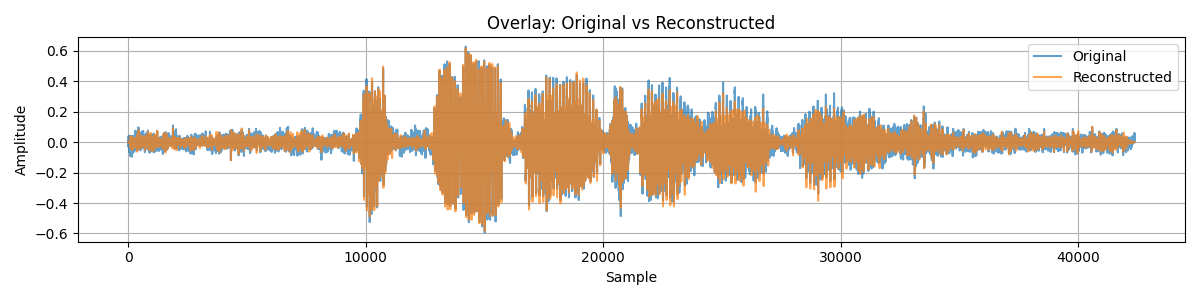 Overlay: Original vs Reconstructed
Original
Reconstructed
Amplitude
0.6
0.4
0.2
0.0
−0.2
−0.4
−0.6
0 10000 20000 30000 40000
Sample